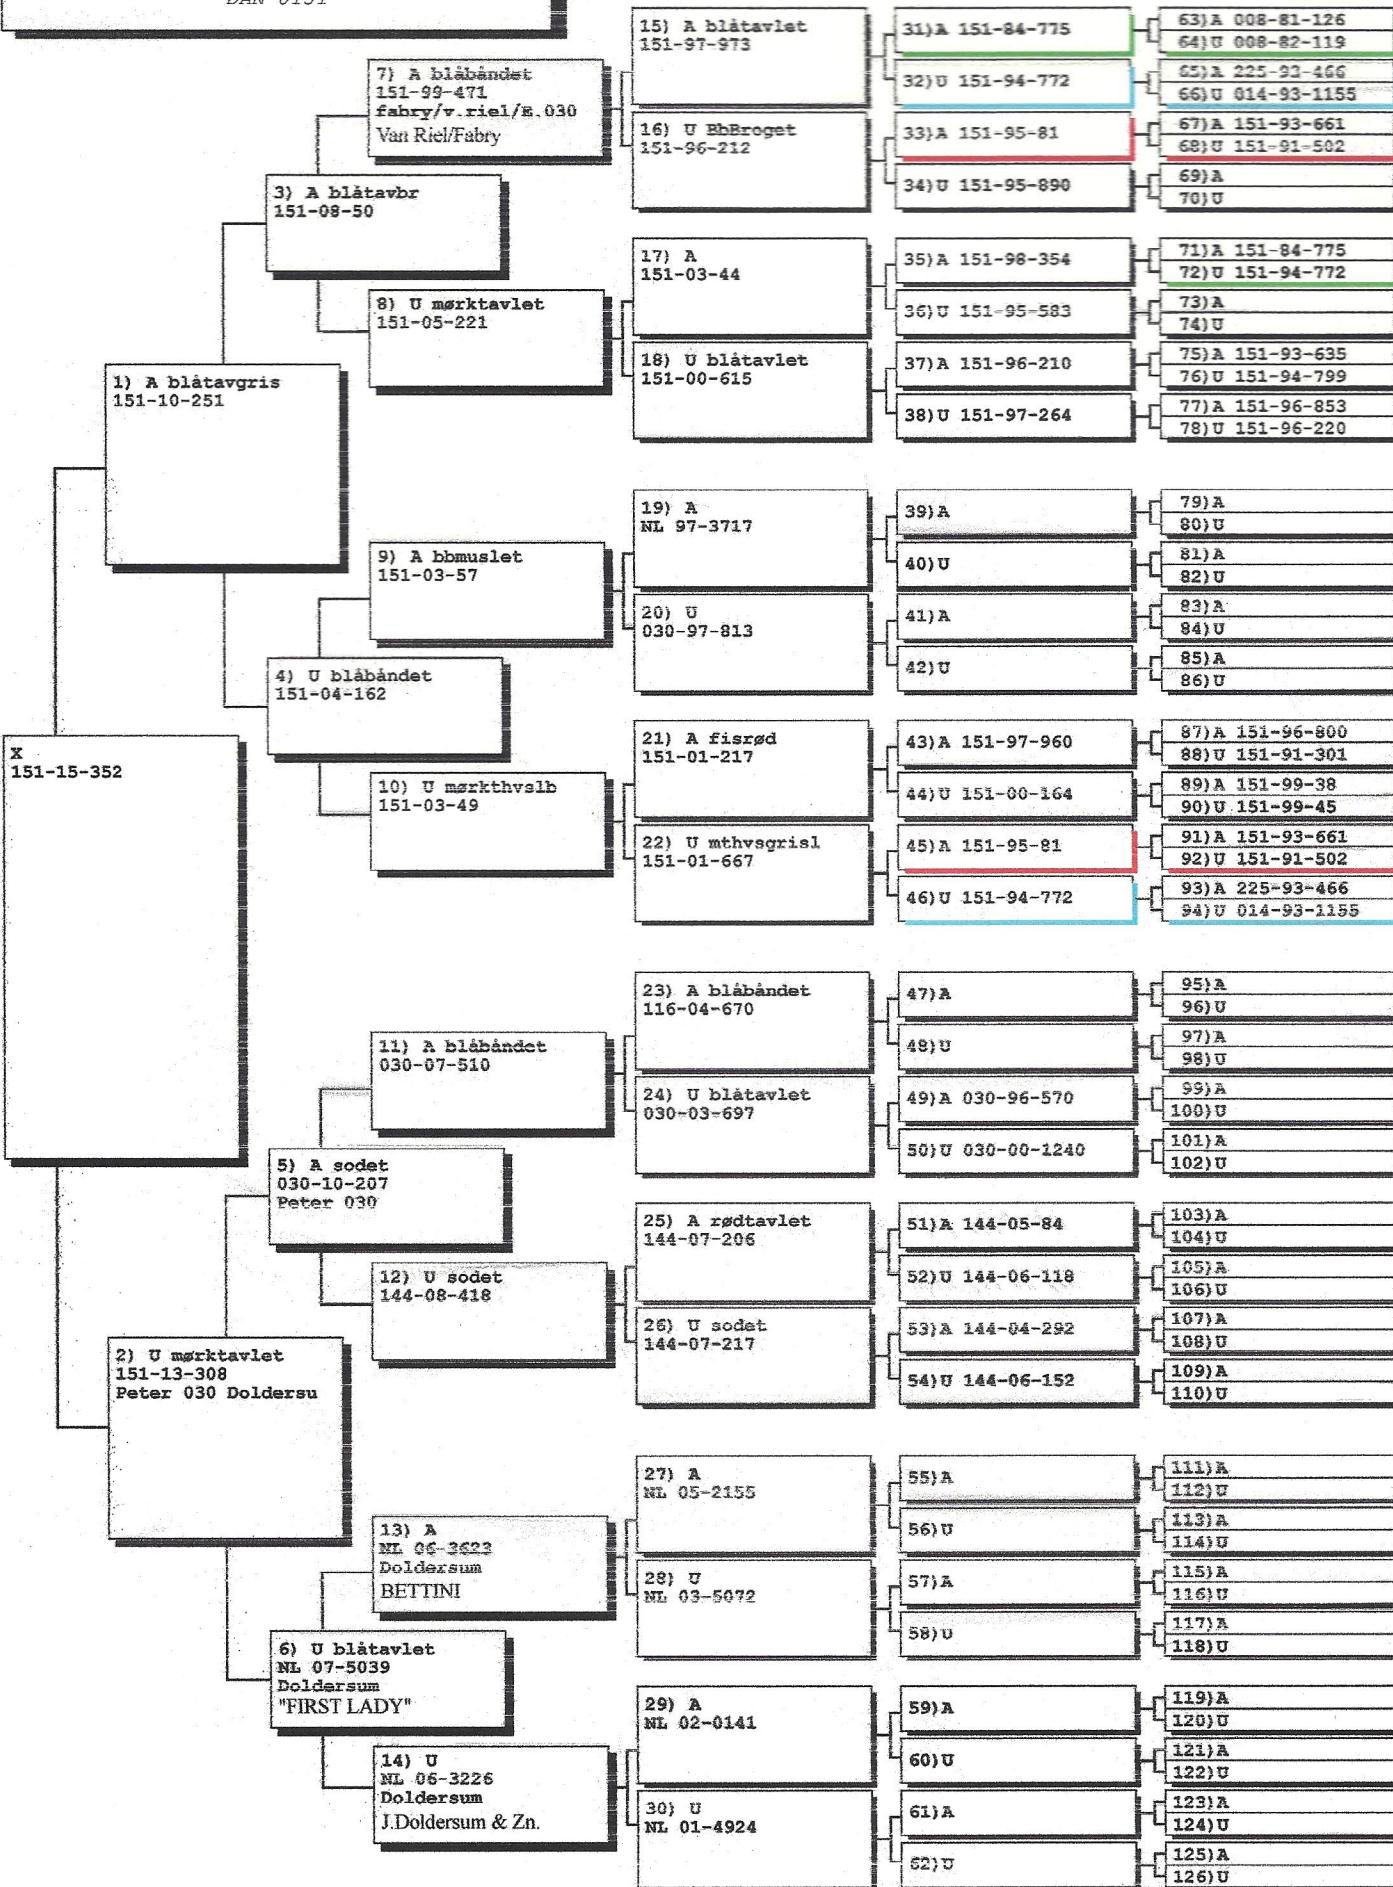 DAN 0151
X
151-15-352
1) A blåtavgris
151-10-251
2) U mørktavlet
151-13-308
Peter 030 Doldersu
3) A blåtavbr
151-08-50
4) U blåbåndet
151-04-162
5) A sodet
030-10-207
Peter 030
6) U blåtavlet
NL 07-5039
Doldersum
"FIRST LADY"
7) A blåbåndet
151-99-471
fabry/v.riel/E.030
Van Riel/Fabry
8) U mørktavlet
151-05-221
9) A bbmuslet
151-03-57
10) U mørkthvslb
151-03-49
11) A blåbåndet
030-07-510
12) U sodet
144-08-418
13) A
NL 06-3623
Doldersum
BETTINI
14) U
NL 06-3226
Doldersum
J.Doldersum & Zn.
15) A blåtavlet
151-97-973
16) U BbBroget
151-96-212
17) A
151-03-44
18) U blåtavlet
151-00-615
19) A
NL 97-3717
20) U
030-97-813
21) A fisrød
151-01-217
22) U mthvsgrisl
151-01-667
23) A blåbåndet
116-04-670
24) U blåtavlet
030-03-697
25) A rødtavlet
144-07-206
26) U sodet
144-07-217
27) A
NL 05-2155
28) U
NL 03-5072
29) A
NL 02-0141
30) U
NL 01-4924
31)A 151-84-775
32)U 151-94-772
33)A 151-95-81
34)U 151-95-890
35)A 151-98-354
36)U 151-95-583
37)A 151-96-210
38)U 151-97-264
39)A
40)U
41)A
42)U
43)A 151-97-960
44)U 151-00-164
45)A 151-95-81
46)U 151-94-772
47)A
48)U
49)A 030-96-570
50)U 030-00-1240
51)A 144-05-84
52)U 144-06-118
53)A 144-04-292
54)U 144-06-152
55)A
56)U
57)A
58)U
59)A
60)U
61)A
62)U
63)A 008-81-126
64)U 008-82-119
65)A 225-93-466
66)U 014-93-1155
67)A 151-93-661
68)U 151-91-502
69)A
70)U
71)A 151-84-775
72)U 151-94-772
73)A
74)U
75)A 151-93-635
76)U 151-94-799
77)A 151-96-853
78)U 151-96-220
79)A
80)U
81)A
82)U
83)A
84)U
85)A
86)U
87)A 151-96-800
88)U 151-91-301
89)A 151-99-38
90)U 151-99-45
91)A 151-93-661
92)U 151-91-502
93)A 225-93-466
94)U 014-93-1155
95)A
96)U
97)A
98)U
99)A
100)U
101)A
102)U
103)A
104)U
105)A
106)U
107)A
108)U
109)A
110)U
111)A
112)U
113)A
114)U
115)A
116)U
117)A
118)U
119)A
120)U
121)A
122)U
123)A
124)U
125)A
126)U